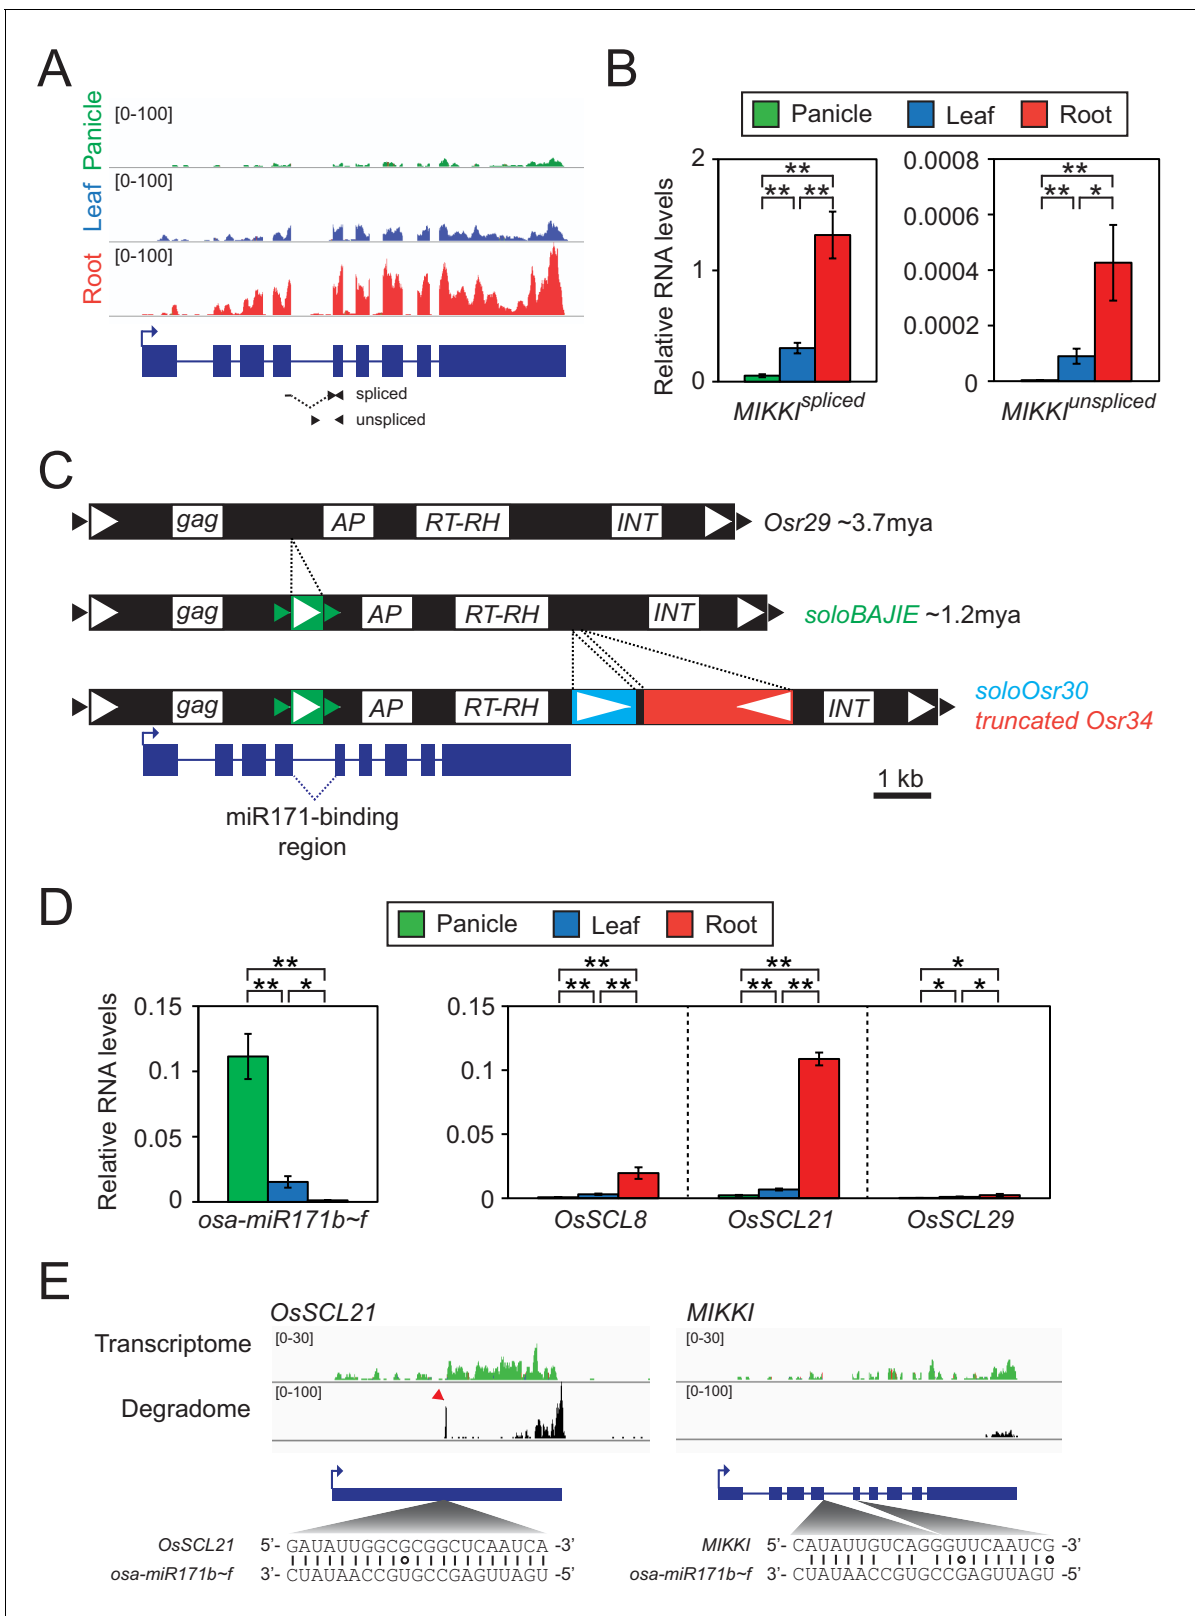 A
Panicle
[0-100]
Leaf
[0-100]
Root
[0-100]
spliced
unspliced
B
Panicle Leaf Root
Relative RNA levels
2
1
0
MIKKI^spliced
0.0008
0.0006
0.0004
0.0002
0
MIKKI^unspliced
** ** **
** ** *
C
gag AP RT-RH INT Osr29 ~3.7mya
gag AP RT-RH INT soloBAJIE ~1.2mya
gag AP RT-RH INT soloOsr30
truncated Osr34
1 kb
miR171-binding
region
D
Panicle Leaf Root
Relative RNA levels
0.15
0.1
0.05
0
** ** *
osa-miR171b~f
0.15
0.1
0.05
0
** ** **
** ** **
* * *
OsSCL8 OsSCL21 OsSCL29
E
OsSCL21 MIKKI
Transcriptome [0-30] [0-30]
Degradome [0-100] [0-100]
OsSCL21 5'- GAUAUUGGCGCGGCUCAAUCA -3'
osa-miR171b~f 3'- CUAUAACCGUGCCGAGUUAGU -5'
MIKKI 5'- CAUAUUGUCAGGGUUCAAUCG -3'
osa-miR171b~f 3'- CUAUAACCGUGCCGAGUUAGU -5'